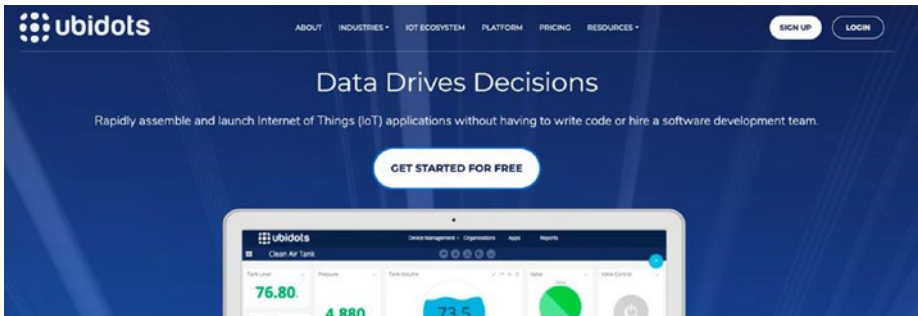 ubidots
ABOUT INDUSTRIES IOT ECOSYSTEM PLATFORM PRICING RESOURCES SIGN UP LOGIN
Data Drives Decisions
Rapidly assemble and launch Internet of Things (IoT) applications without having to write code or hire a software development team.
GET STARTED FOR FREE
ubidots Device Management Organizations Apps Reports
Clean Air Tank
Tank Level Pressure Tank Volume Valve Valve Control
76.80
4.880 73.5